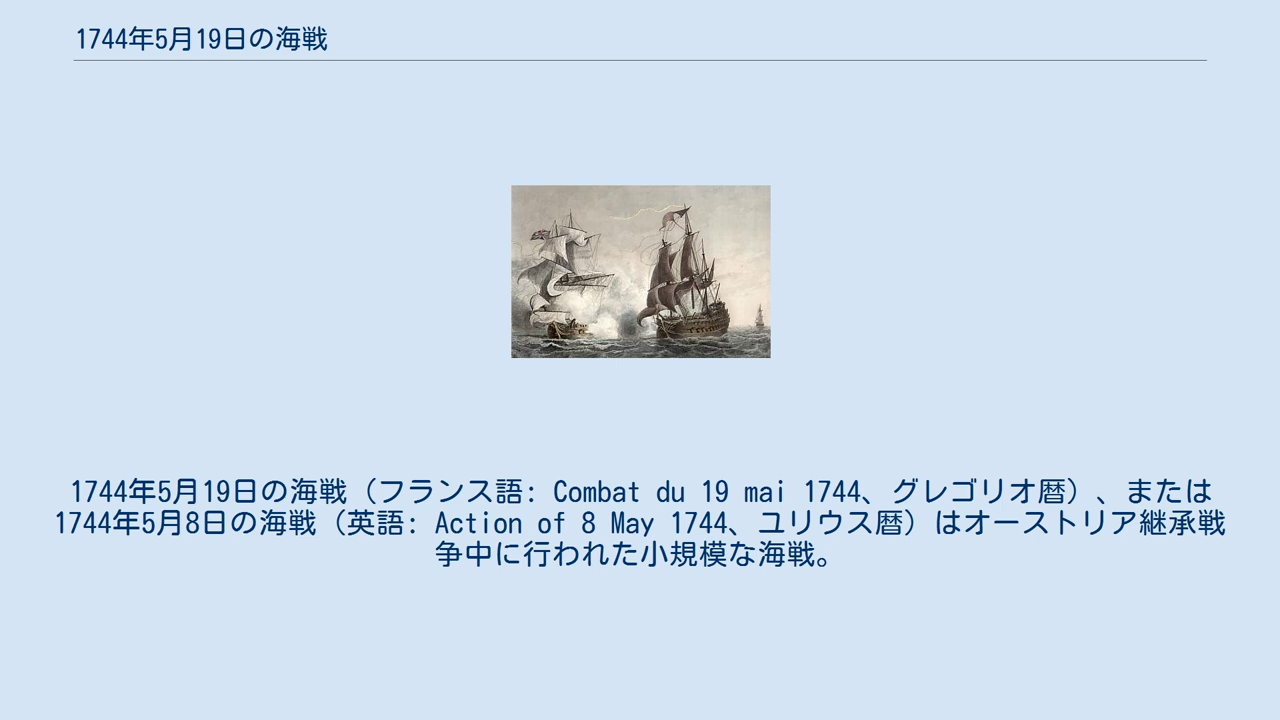 1744年5月19日の海戦
1744年5月19日の海戦（フランス語: Combat du 19 mai 1744、グレゴリオ暦）、または
1744年5月8日の海戦（英語: Action of 8 May 1744、ユリウス暦）はオーストリア継承戦
争中に行われた小規模な海戦。